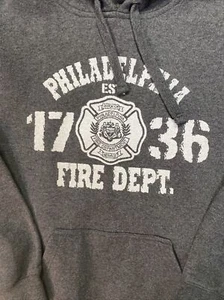 PHILADELPHIA
EST
17 36
FIRE DEPT.